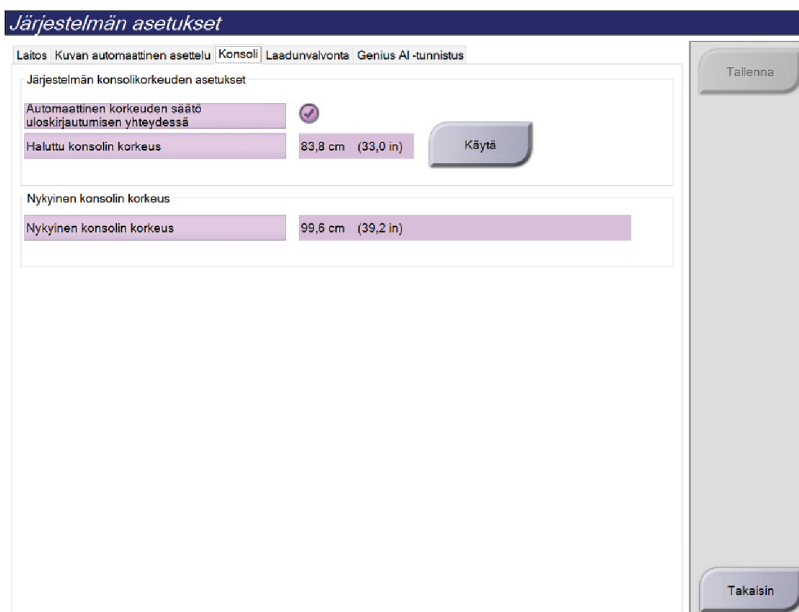 Järjestelmän asetukset
Laitos Kuvan automaattinen asettelu Konsoli Laadunvalvonta Genius AI -tunnistus
Tallenna
Järjestelmän konsolikorkeuden asetukset
Automaattinen korkeuden säätö
uloskirjautumisen yhteydessä
Haluttu konsolin korkeus 83,8 cm (33,0 in) Käytä
Nykyinen konsolin korkeus
Nykyinen konsolin korkeus 99,6 cm (39,2 in)
Takaisin